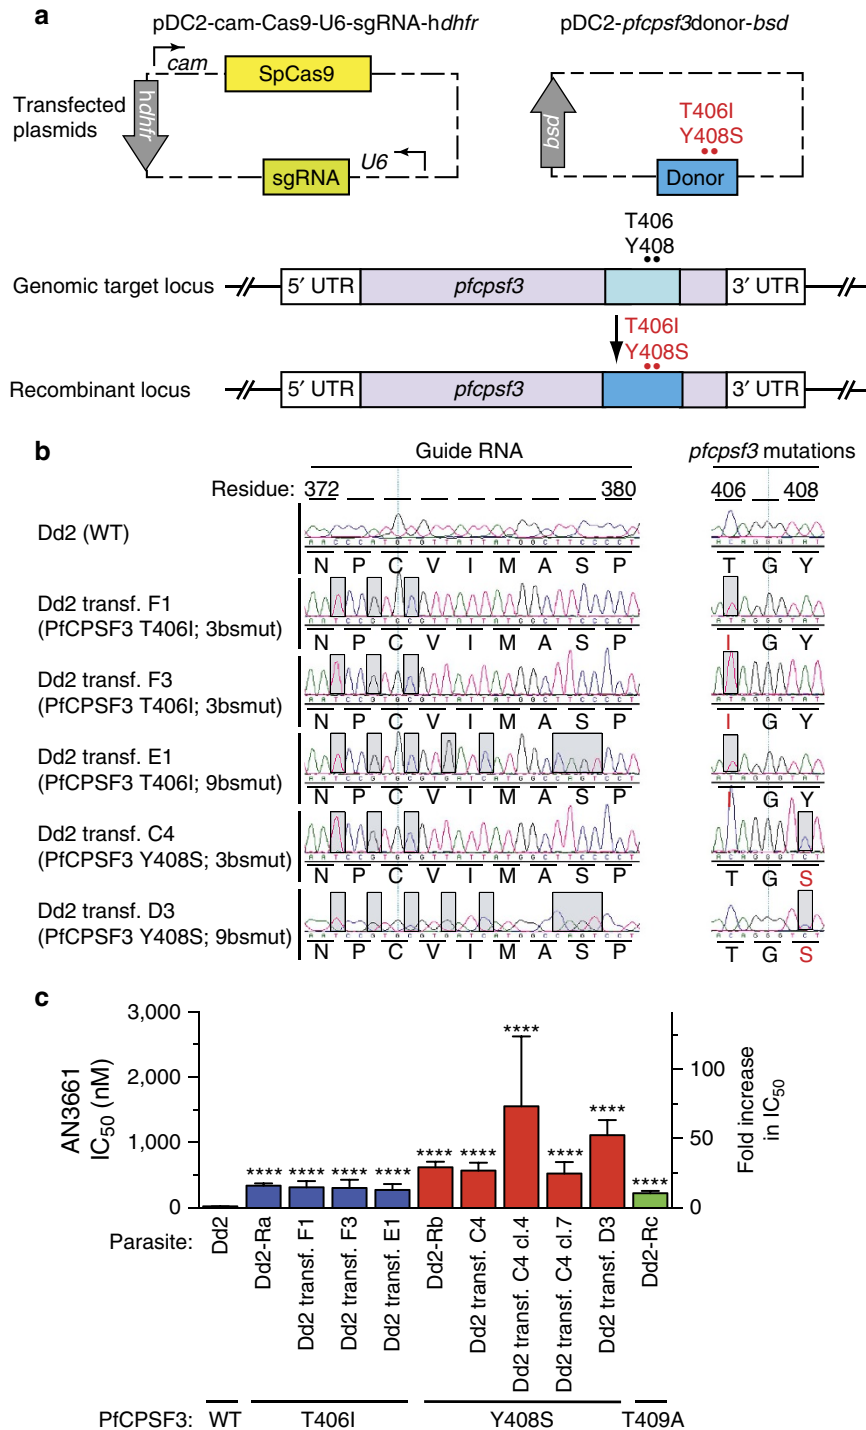 a
pDC2-cam-Cas9-U6-sgRNA-hdhfr
pDC2-pfcpsf3donor-bsd
cam
SpCas9
hdhfr
Transfected
plasmids
U6
sgRNA
bsd
T406I
Y408S
Donor
T406
Y408
Genomic target locus
5′ UTR
pfcpsf3
3′ UTR
T406I
Y408S
Recombinant locus
5′ UTR
pfcpsf3
3′ UTR
b
Guide RNA
pfcpsf3 mutations
Residue: 372 380
406 408
Dd2 (WT)
N P C V I M A S P
T G Y
Dd2 transf. F1
(PfCPSF3 T406I; 3bsmut)
N P C V I M A S P
I G Y
Dd2 transf. F3
(PfCPSF3 T406I; 3bsmut)
N P C V I M A S P
I G Y
Dd2 transf. E1
(PfCPSF3 T406I; 9bsmut)
N P C V I M A S P
I G Y
Dd2 transf. C4
(PfCPSF3 Y408S; 3bsmut)
N P C V I M A S P
T G S
Dd2 transf. D3
(PfCPSF3 Y408S; 9bsmut)
N P C V I M A S P
T G S
c
AN3661
IC50 (nM)
3,000
2,000
1,000
0
**** **** **** **** **** **** **** **** **** ****
100
50
0
Fold increase
in IC50
Parasite:
Dd2
Dd2-Ra
Dd2 transf. F1
Dd2 transf. F3
Dd2 transf. E1
Dd2-Rb
Dd2 transf. C4
Dd2 transf. C4 cl.4
Dd2 transf. C4 cl.7
Dd2 transf. D3
Dd2-Rc
PfCPSF3: WT T406I Y408S T409A